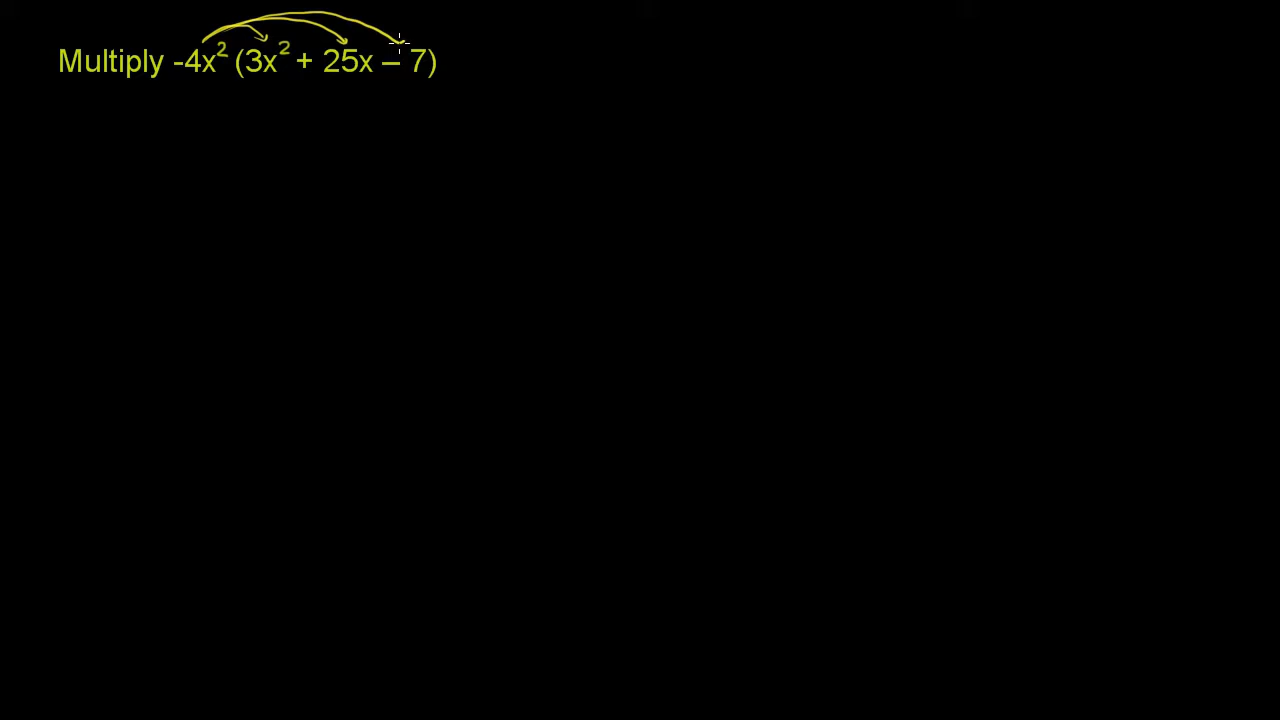 Multiply -4x² (3x² + 25x – 7)